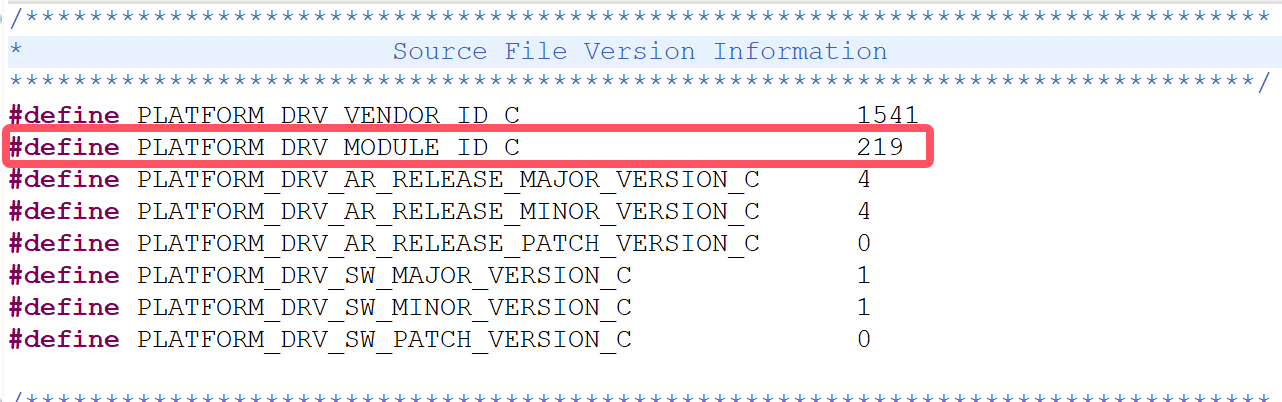 /******************************************************************************
* Source File Version Information
******************************************************************************/
#define PLATFORM_DRV_VENDOR_ID_C 1541
#define PLATFORM_DRV_MODULE_ID_C 219
#define PLATFORM_DRV_AR_RELEASE_MAJOR_VERSION_C 4
#define PLATFORM_DRV_AR_RELEASE_MINOR_VERSION_C 4
#define PLATFORM_DRV_AR_RELEASE_PATCH_VERSION_C 0
#define PLATFORM_DRV_SW_MAJOR_VERSION_C 1
#define PLATFORM_DRV_SW_MINOR_VERSION_C 1
#define PLATFORM_DRV_SW_PATCH_VERSION_C 0
/******************************************************************************